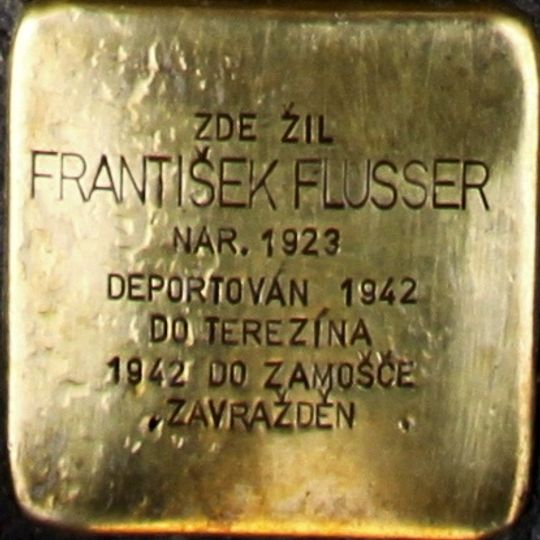 ZDE ŽIL
FRANTIŠEK FLUSSER
NAR. 1923
DEPORTOVÁN 1942
DO TEREZÍNA
1942 DO ZAMOŠČE
ZAVRAŽDĚN